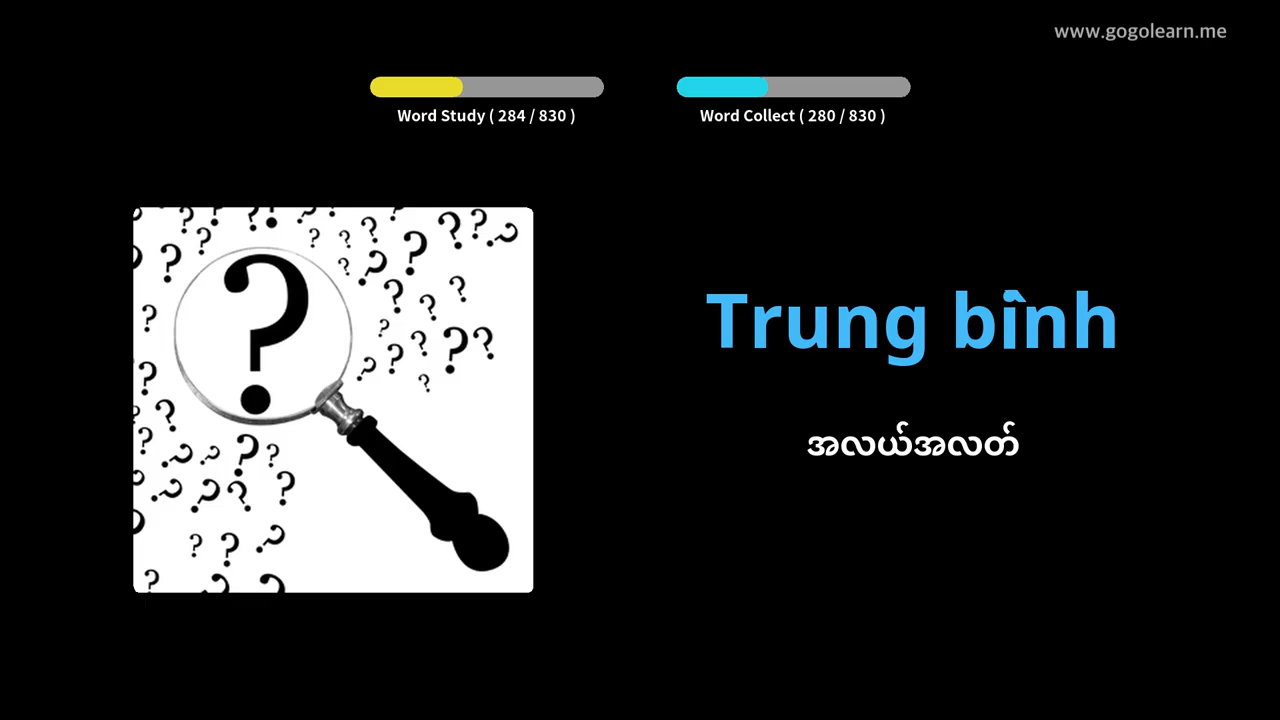 www.gogolearn.me
Word Study ( 284 / 830 )
Word Collect ( 280 / 830 )
Trung bình
အလယ်အလတ်